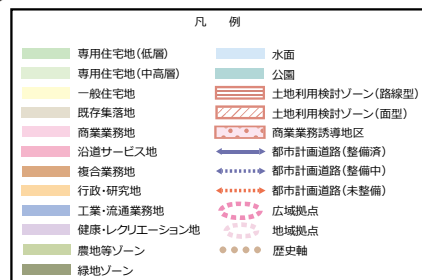 凡 例
専用住宅地(低層)
専用住宅地(中高層)
一般住宅地
既存集落地
商業業務地
沿道サービス地
複合業務地
行政・研究地
工業・流通業務地
健康・レクリエーション地
農地等ゾーン
緑地ゾーン
水面
公園
土地利用検討ゾーン(路線型)
土地利用検討ゾーン(面型)
商業業務誘導地区
都市計画道路(整備済)
都市計画道路(整備中)
都市計画道路(未整備)
広域拠点
地域拠点
歴史軸